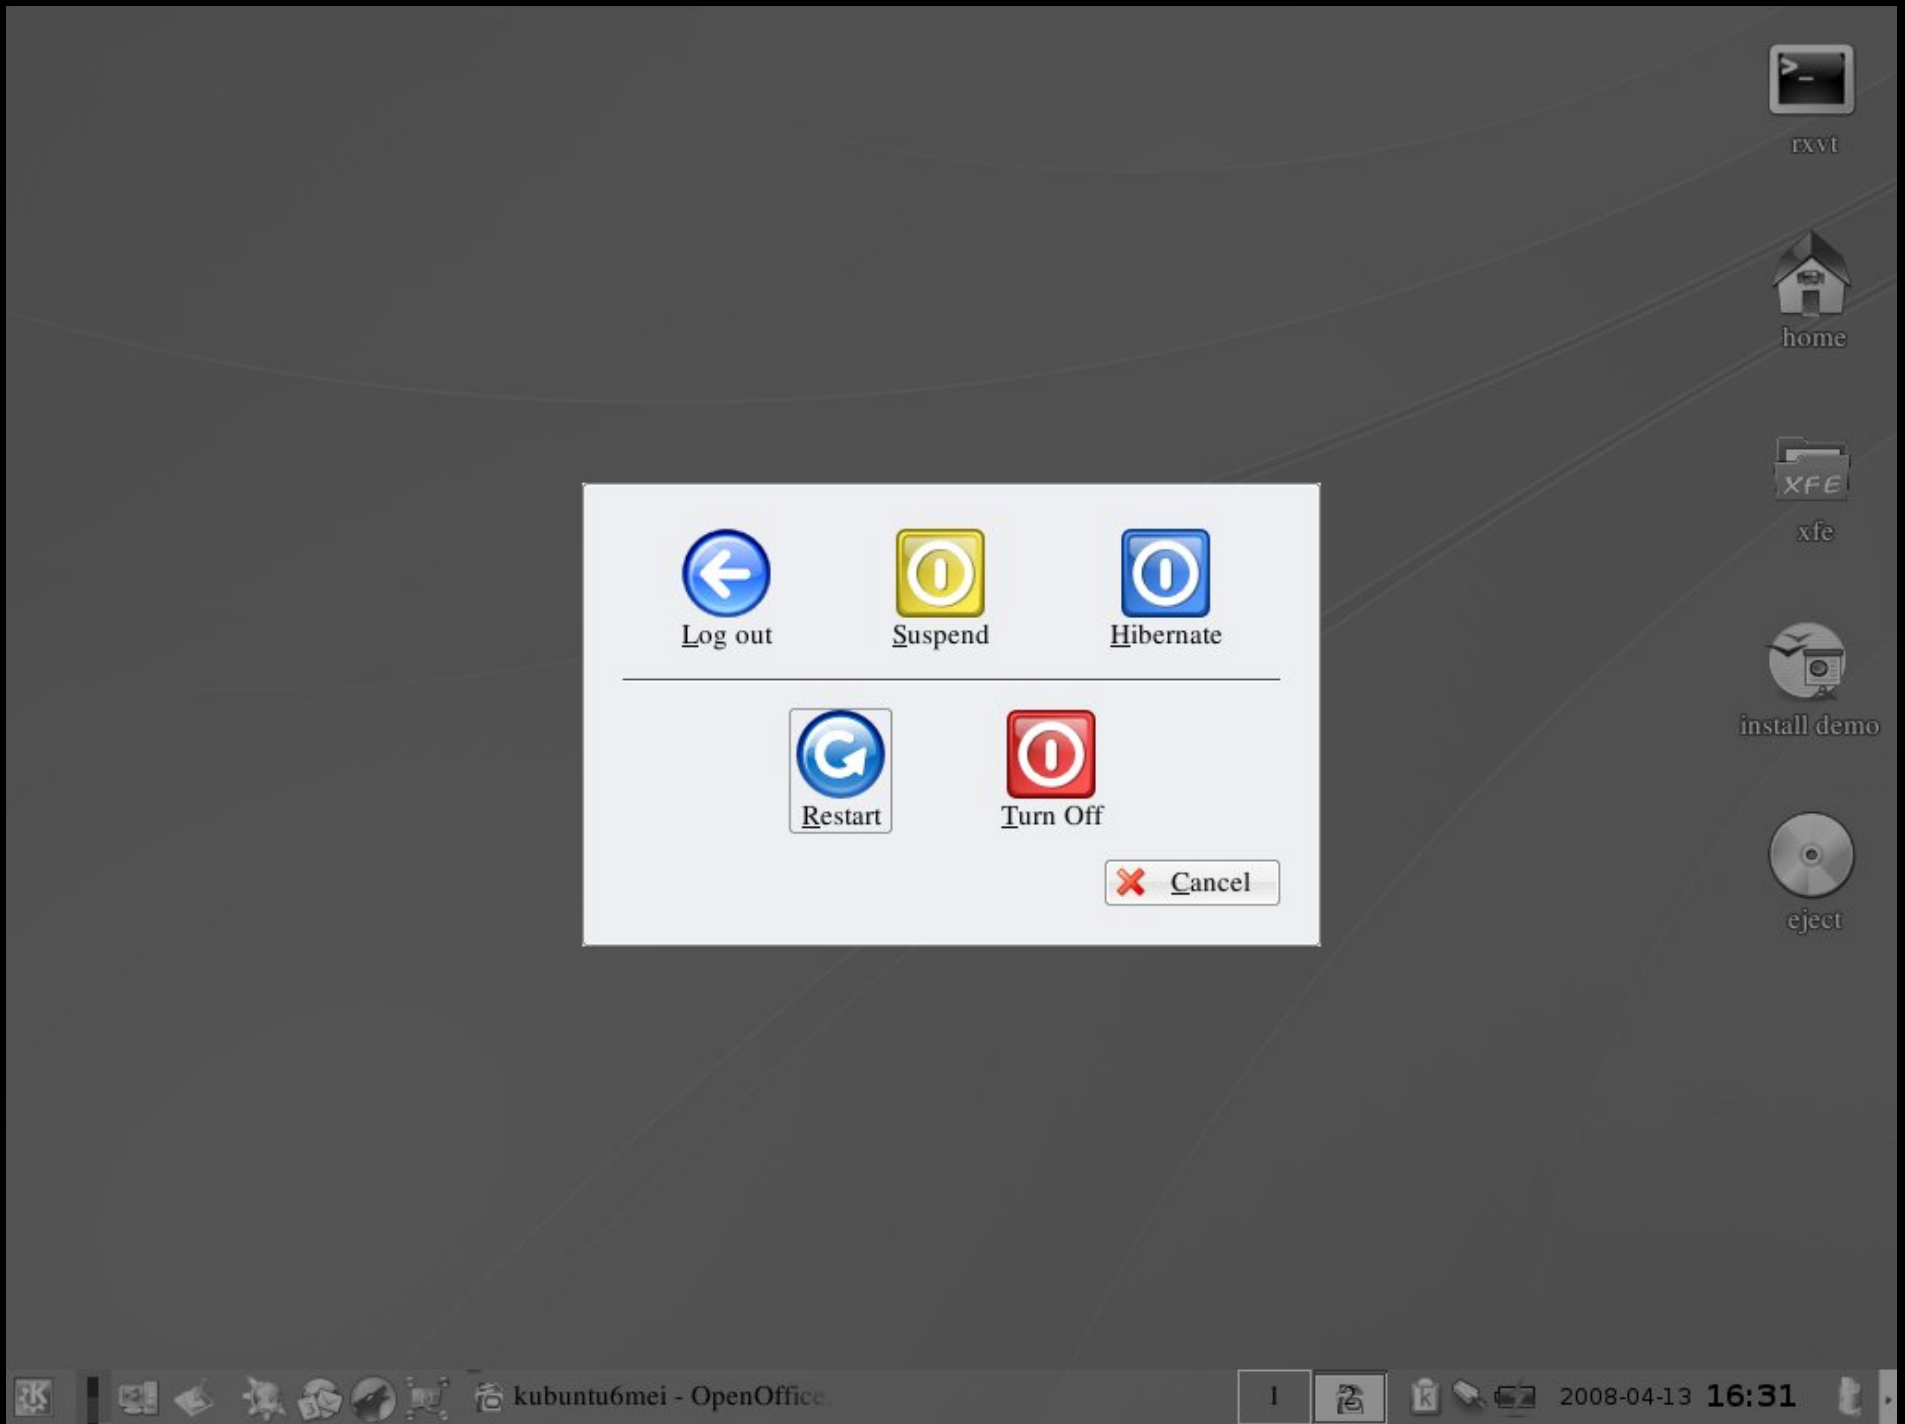 >_
rxvt
home
XFE
xfe
install demo
eject
Log out
Suspend
Hibernate
Restart
Turn Off
Cancel
kubuntu6mei - OpenOffice
1
2
2008-04-13 16:31